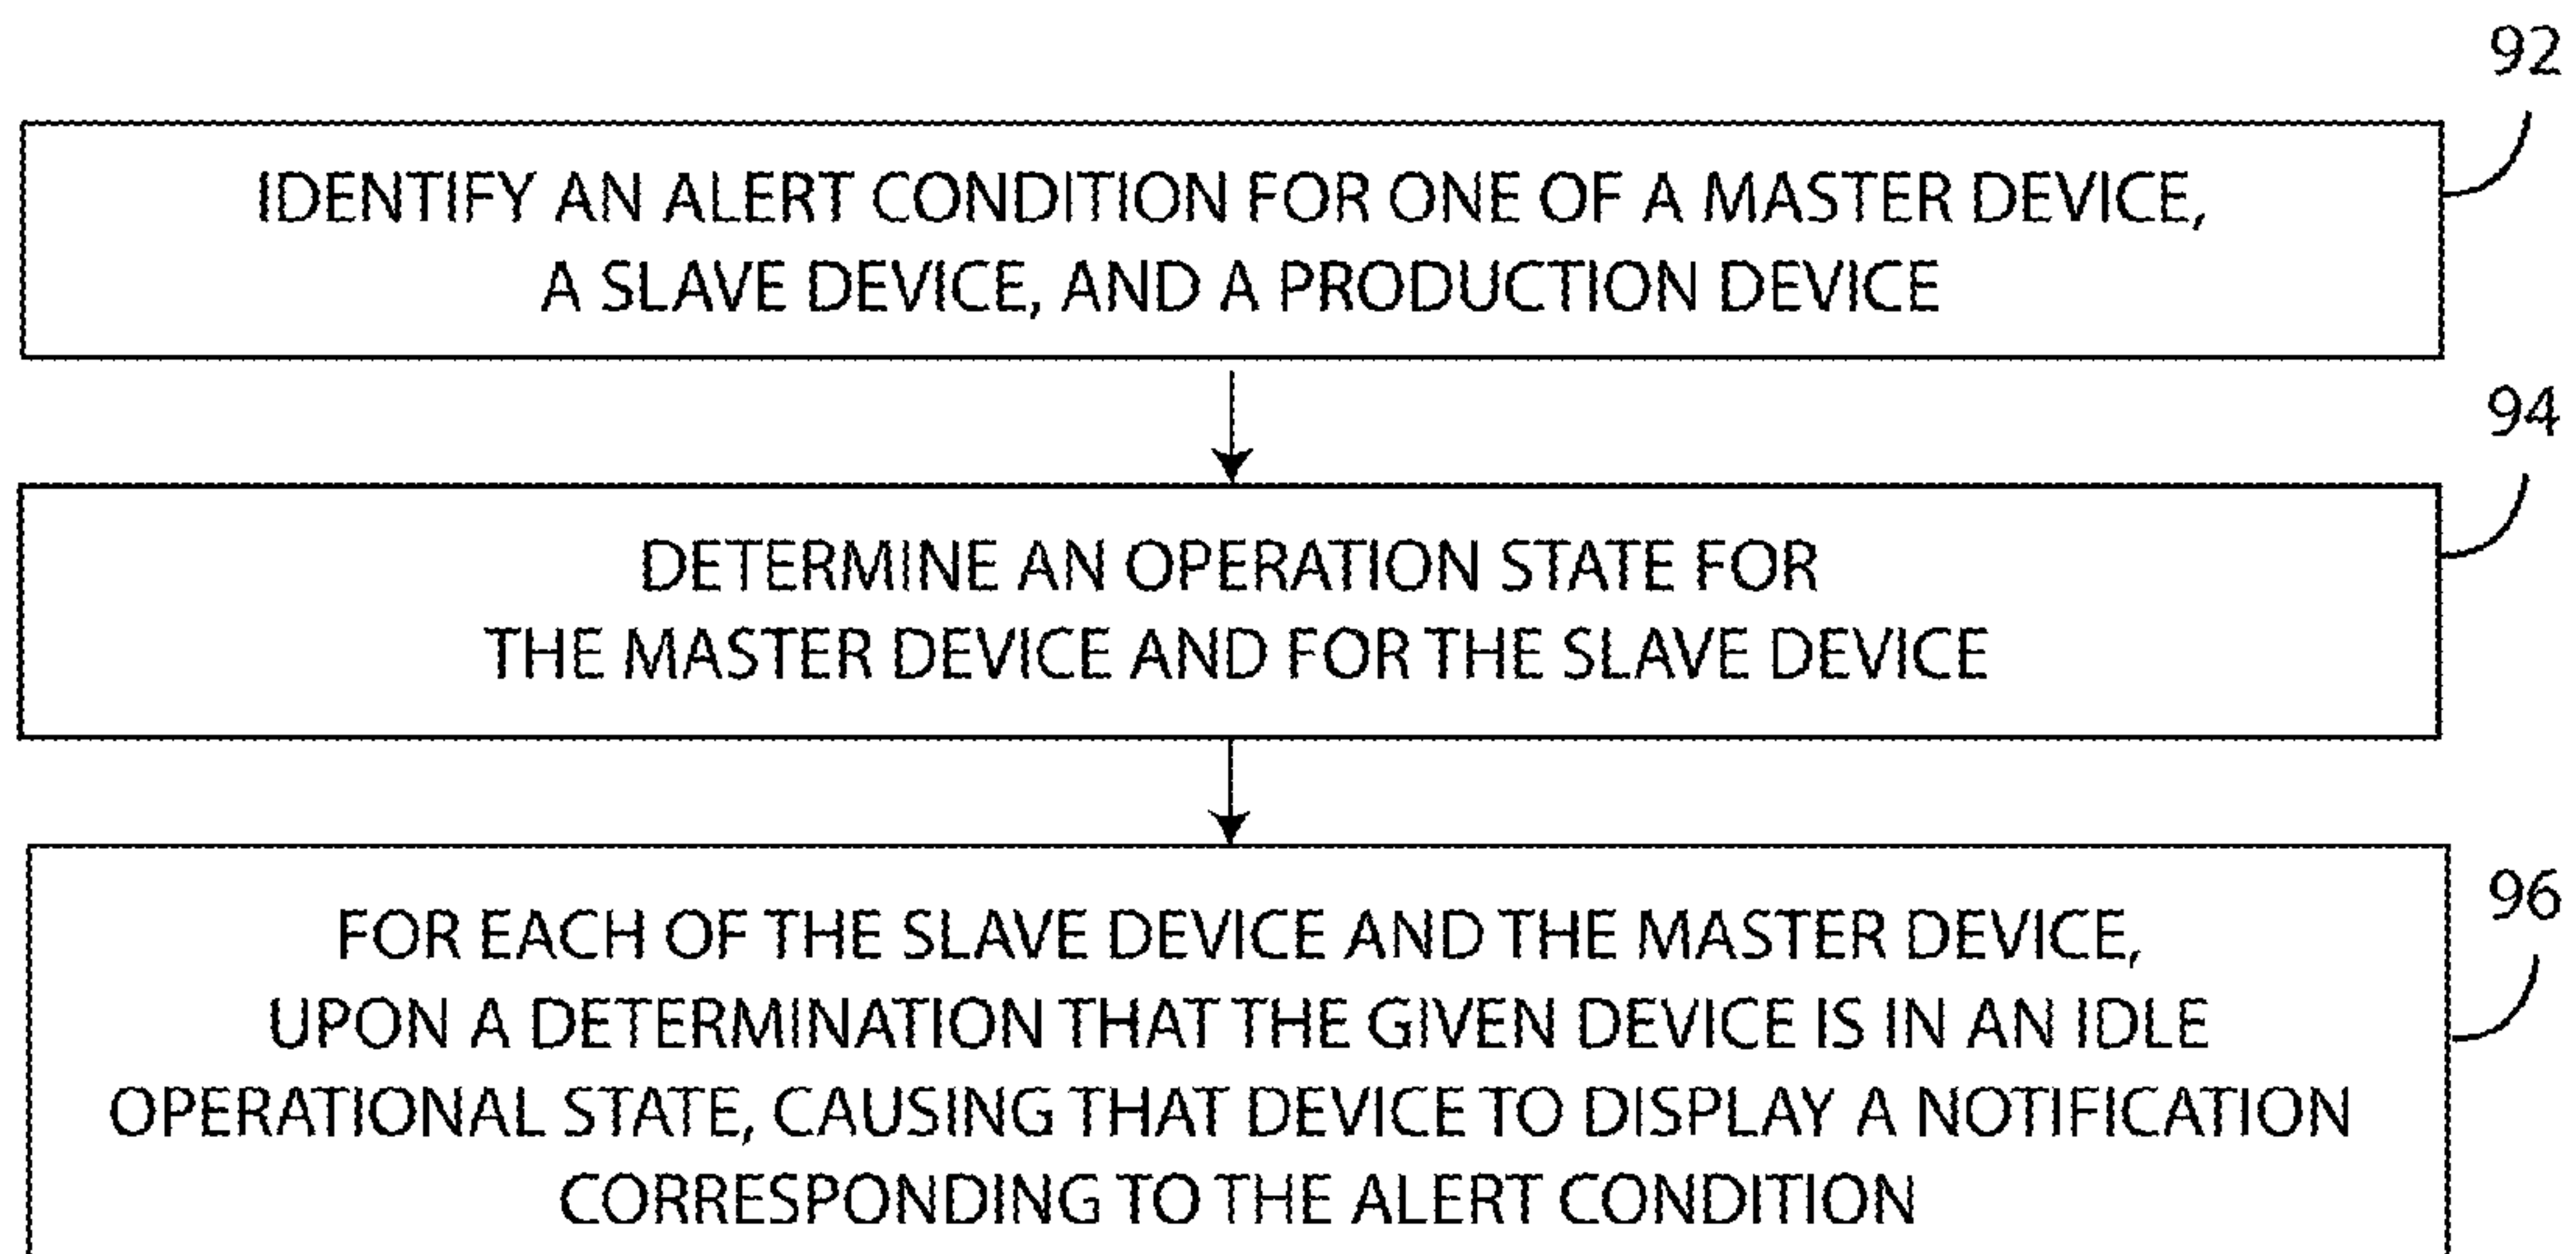 92
IDENTIFY AN ALERT CONDITION FOR ONE OF A MASTER DEVICE,
A SLAVE DEVICE, AND A PRODUCTION DEVICE
94
DETERMINE AN OPERATION STATE FOR
THE MASTER DEVICE AND FOR THE SLAVE DEVICE
96
FOR EACH OF THE SLAVE DEVICE AND THE MASTER DEVICE,
UPON A DETERMINATION THAT THE GIVEN DEVICE IS IN AN IDLE
OPERATIONAL STATE, CAUSING THAT DEVICE TO DISPLAY A NOTIFICATION
CORRESPONDING TO THE ALERT CONDITION